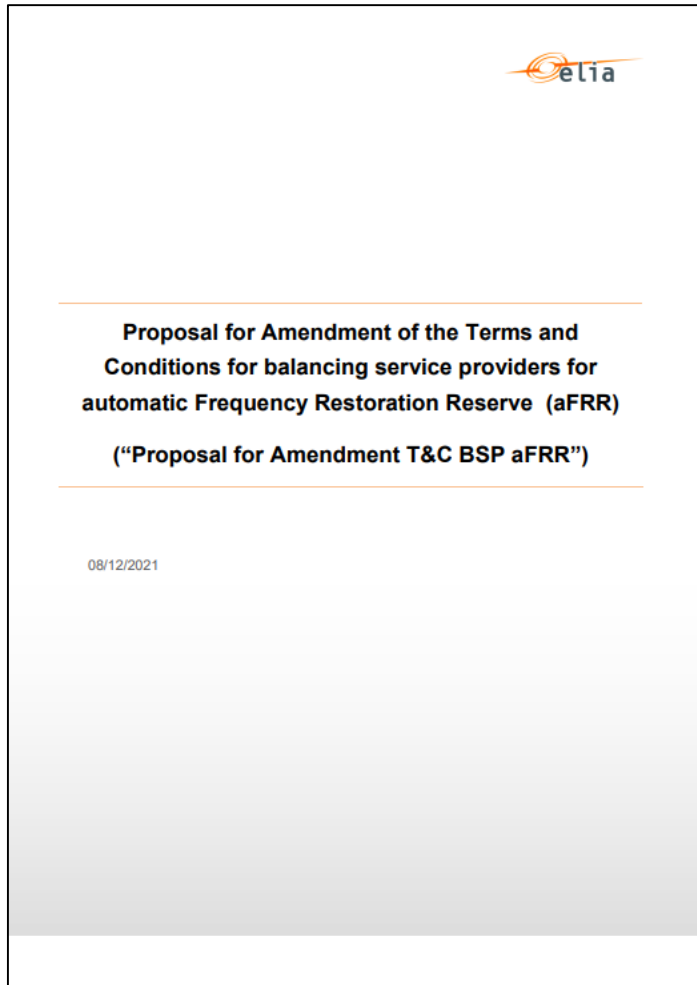 elia
Proposal for Amendment of the Terms and
Conditions for balancing service providers for
automatic Frequency Restoration Reserve (aFRR)
(“Proposal for Amendment T&C BSP aFRR”)
08/12/2021